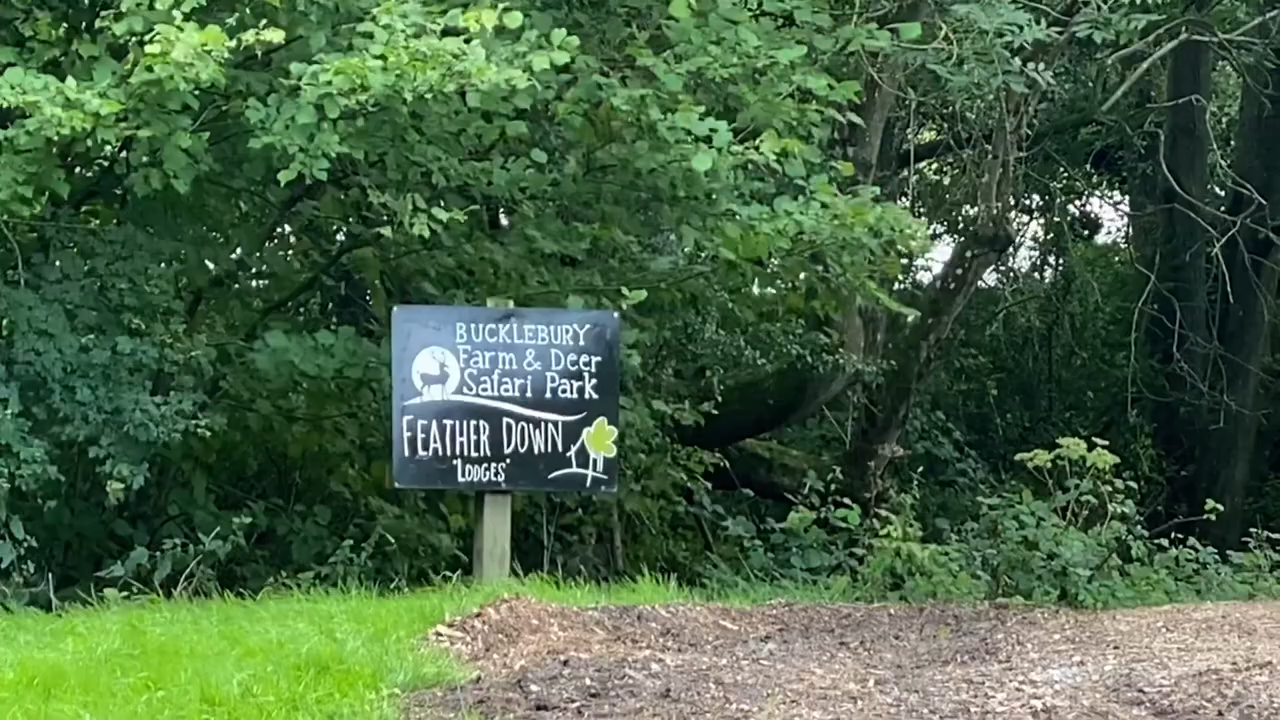 BUCKLEBURY
Farm & Deer
Safari Park
FEATHER DOWN
"LODGES"